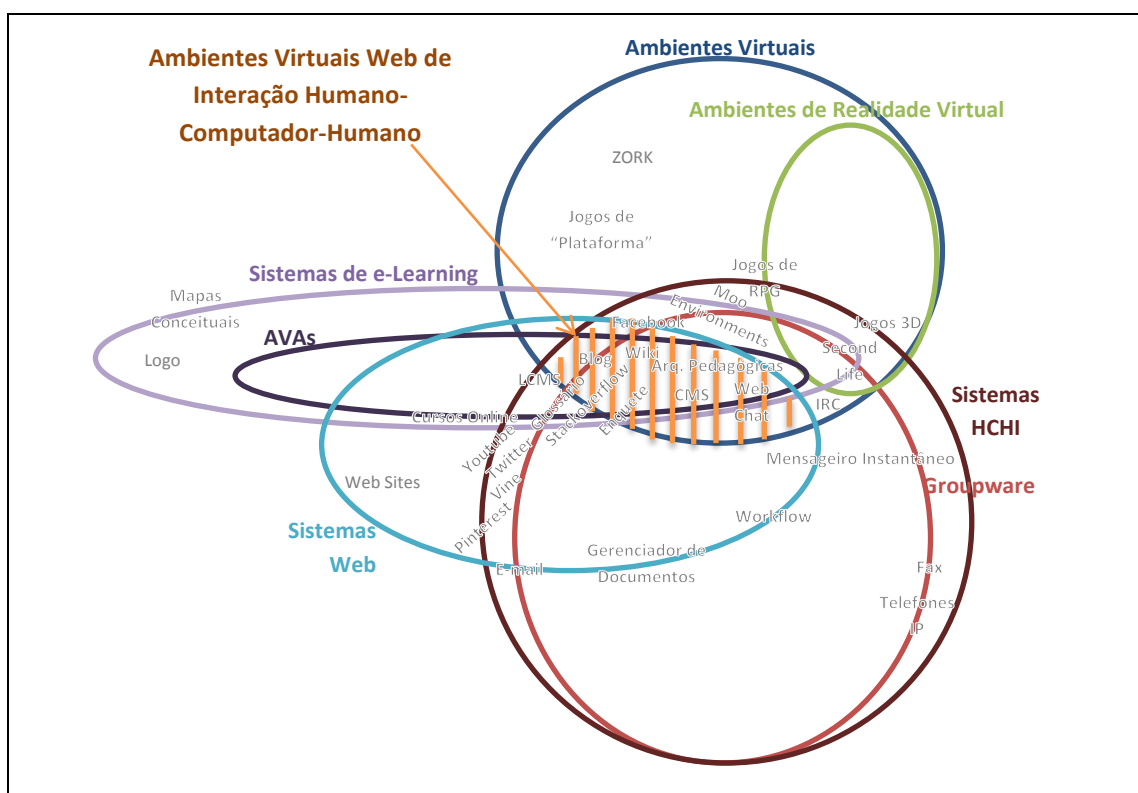 Ambientes Virtuais
Ambientes Virtuais Web de
Interação Humano-
Computador-Humano
Ambientes de Realidade Virtual
ZORK
Jogos de
“Plataforma”
Jogos de
RPG
Moo
Environments
Sistemas de e-Learning
Mapas
Conceituais
Logo
AVAs
Facebook
Jogos 3D
Second
Life
Blog
Wiki
Arq. Pedagógicas
LCMS
CMS
Web
Chat
IRC
Sistemas
HCHI
Cursos Online
Glossário
Stackoverflow
Enquete
Youtube
Twitter
Vine
Pinterest
Mensageiro Instantâneo
Groupware
Web Sites
Workflow
Sistemas
Web
E-mail
Gerenciador de
Documentos
Fax
Telefones
IP